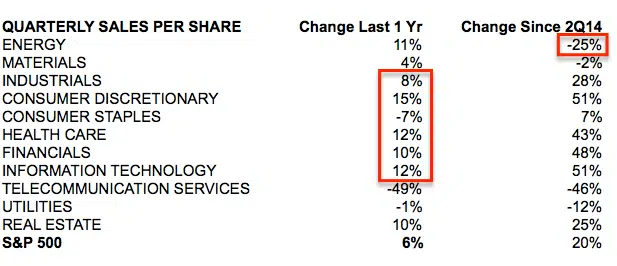 QUARTERLY SALES PER SHARE Change Last 1 Yr Change Since 2Q14
ENERGY 11% -25%
MATERIALS 4% -2%
INDUSTRIALS 8% 28%
CONSUMER DISCRETIONARY 15% 51%
CONSUMER STAPLES -7% 7%
HEALTH CARE 12% 43%
FINANCIALS 10% 48%
INFORMATION TECHNOLOGY 12% 51%
TELECOMMUNICATION SERVICES -49% -46%
UTILITIES -1% -12%
REAL ESTATE 10% 25%
S&P 500 6% 20%